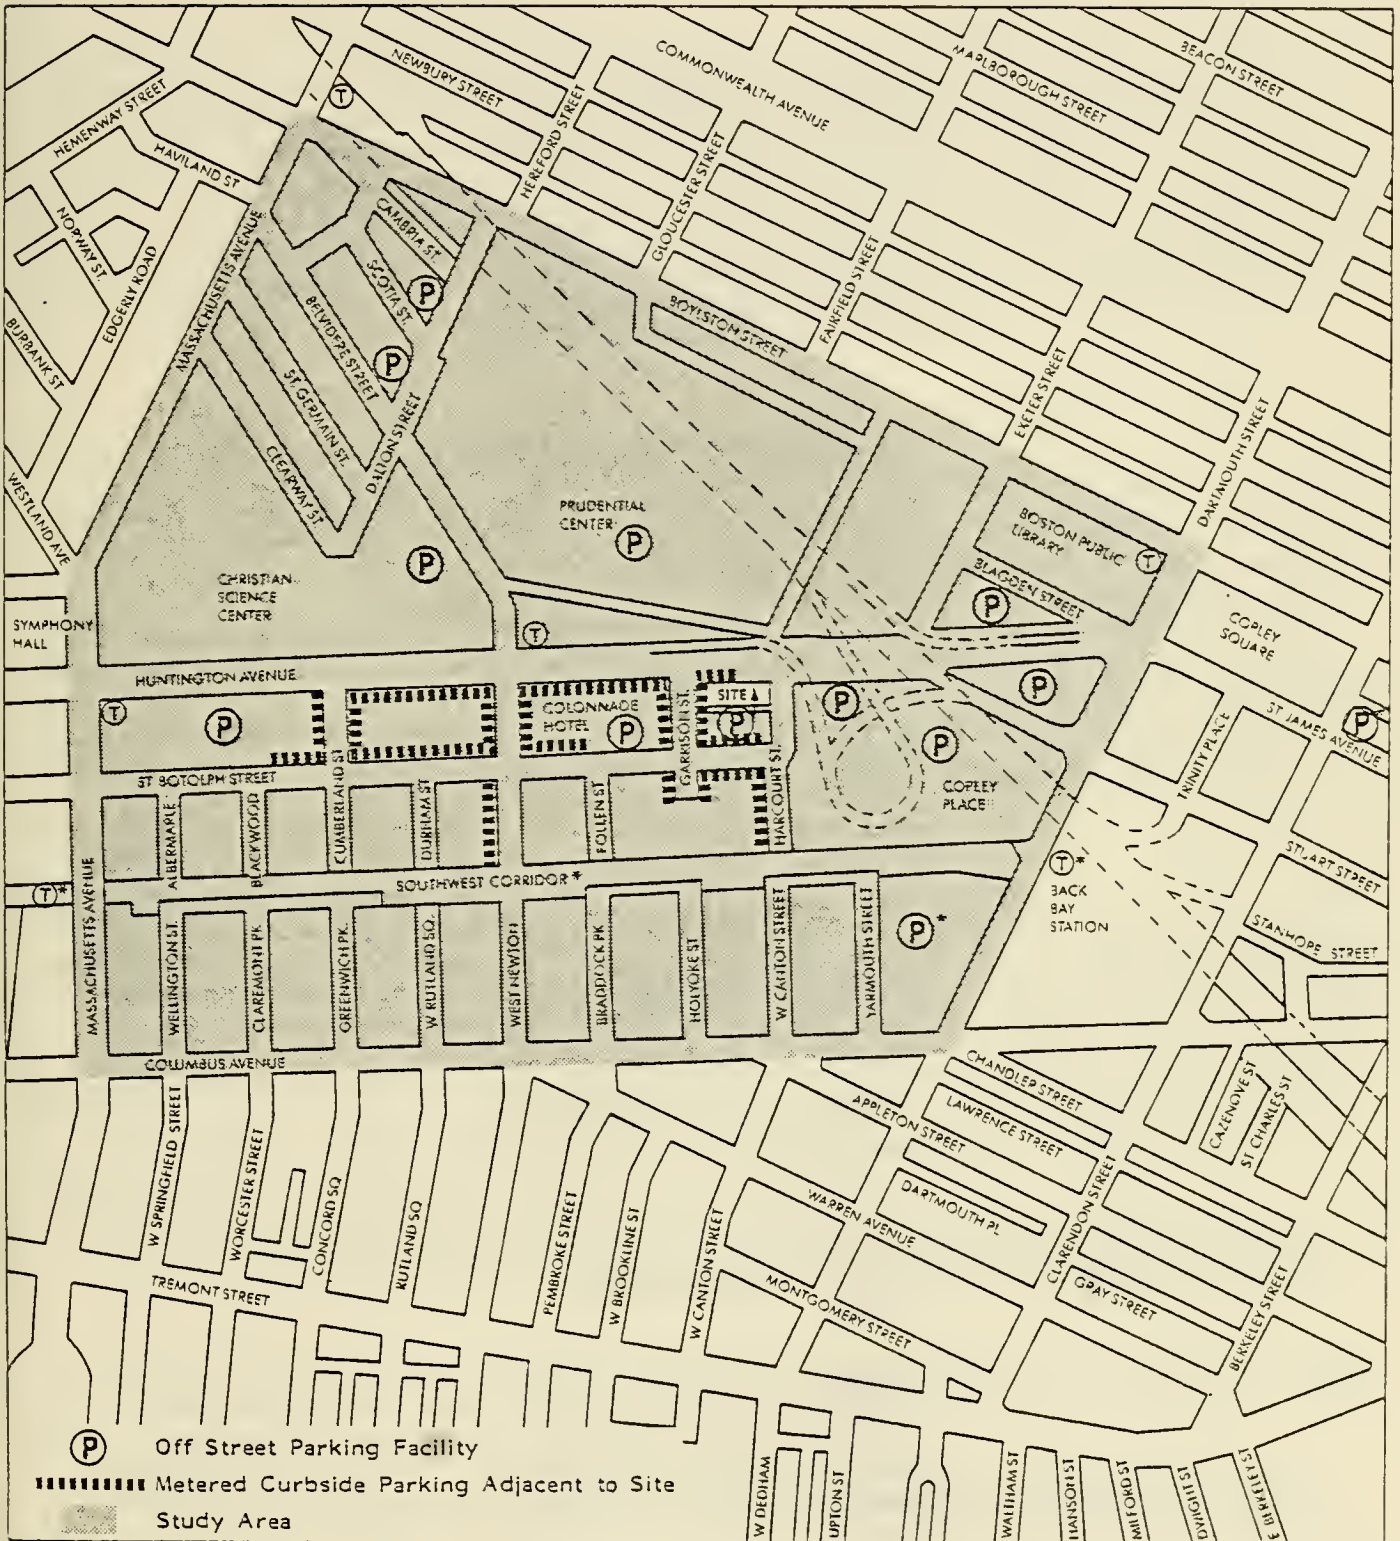 BEACON STREET
MARLBOROUGH STREET
COMMONWEALTH AVENUE
NEWBURY STREET
T
HEREFORD STREET
HEMENWAY STREET
HAVILAND ST
GLOUCESTER STREET
CAMBRIA ST.
NORWAY ST.
MASSACHUSETTS AVENUE
EDGERLY ROAD
SCOTIA ST.
P
FAIRFIELD STREET
BOYLSTON STREET
BELVIDERE STREET
BURBANK ST
P
ST. GERMAIN ST.
EXETER STREET
DALTON STREET
DARTMOUTH STREET
CLEARWAY ST.
WESTLAND AVE
PRUDENTIAL
CENTER
P
BOSTON PUBLIC
LIBRARY
T
P
BLAGDEN STREET
P
CHRISTIAN
SCIENCE
CENTER
COPLEY
SQUARE
SYMPHONY
HALL
T
HUNTINGTON AVENUE
SITE
P
P
ST JAMES AVENUE
P
T
P
COLONNADE
HOTEL
P
GARRISON ST.
P
P
TRINITY PLACE
ST BOTOLPH STREET
COPLEY
PLACE
CUMBERLAND ST
DURHAM ST
FOLLEN ST
HARCOURT ST.
ALBERMARLE
BLACKWOOD
STUART STREET
T*
T*
BACK
BAY
STATION
SOUTHWEST CORRIDOR*
MASSACHUSETTS AVENUE
WELLINGTON ST.
CLAREMONT PK
GREENWICH PK.
W RUTLAND SQ.
WEST NEWTON
BRADDOCK PK
HOLYOKE ST
W CANTON STREET
YARMOUTH STREET
P*
STANHOPE STREET
COLUMBUS AVENUE
CHANDLER STREET
LAWRENCE STREET
APPLETON STREET
CAZENOVE ST
ST CHARLES ST
W SPRINGFIELD STREET
WORCESTER STREET
CONCORD SQ
RUTLAND SQ
PEMBROKE STREET
W BROOKLINE ST
W CANTON STREET
WARREN AVENUE
DARTMOUTH PL
CLARENDON STREET
TREMONT STREET
MONTGOMERY STREET
GRAY STREET
BERKELEY STREET
P Off Street Parking Facility
Metered Curbside Parking Adjacent to Site
Study Area
W DEDHAM
UPTON ST
WALTHAM ST
HANSON ST
MILFORD ST
DWIGHT ST
E BERKELEY ST